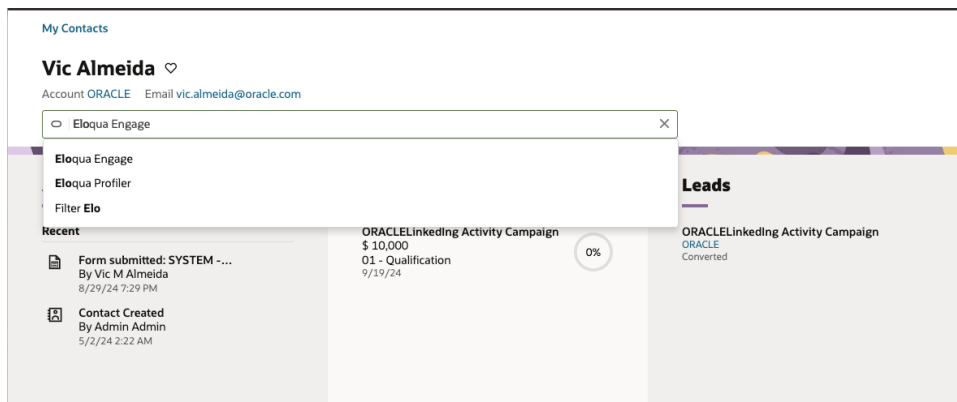 My Contacts
Vic Almeida
Account ORACLE Email vic.almeida@oracle.com
Eloqua Engage
Eloqua Engage
Eloqua Profiler
Filter Elo
Recent
Form submitted: SYSTEM -...
By Vic M Almeida
8/29/24 7:29 PM
Contact Created
By Admin Admin
5/2/24 2:22 AM
ORACLELinkedIng Activity Campaign
$ 10,000
01 - Qualification
9/19/24
0%
Leads
ORACLELinkedIng Activity Campaign
ORACLE
Converted